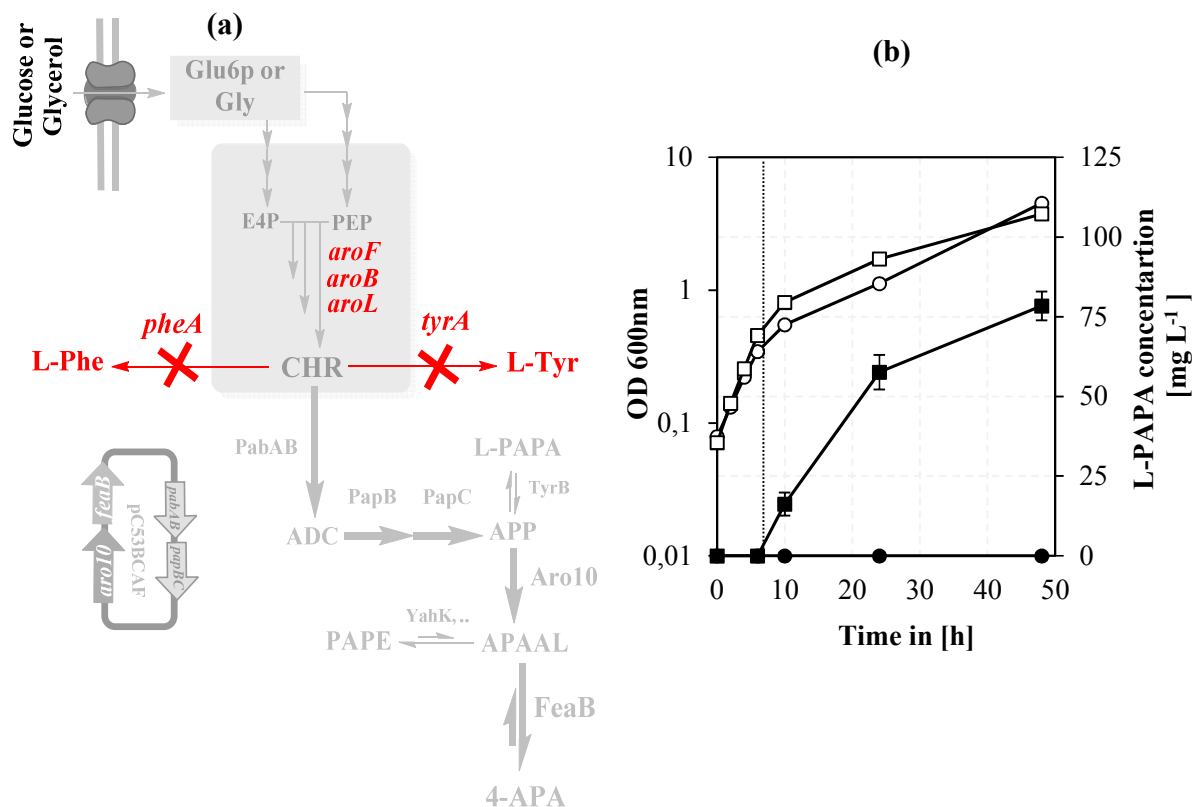 (a)
Glucose or
Glycerol
Glu6p or
Gly
E4P
PEP
aroF
aroB
aroL
pheA
tyrA
L-Phe
CHR
L-Tyr
PabAB
L-PAPA
TyrB
PapB
PapC
ADC
APP
Aro10
YahK, ..
PAPE
APAAL
FeaB
4-APA
feaB
aro10
pC53BCAF
pabAB
papBC
(b)
10
1
0,1
0,01
OD 600nm
125
100
75
50
25
0
L-PAPA concentartion
[mg L-1]
0
10
20
30
40
50
Time in [h]